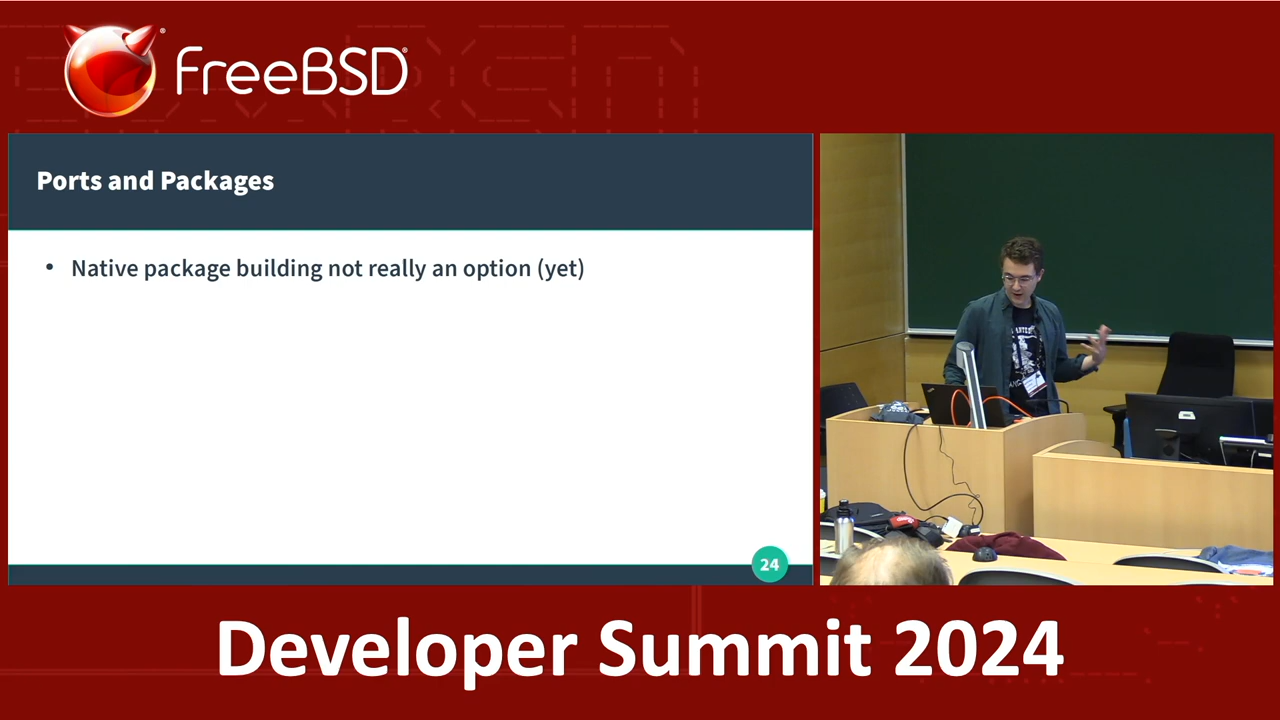 FreeBSD®
Ports and Packages
• Native package building not really an option (yet)
24
Developer Summit 2024